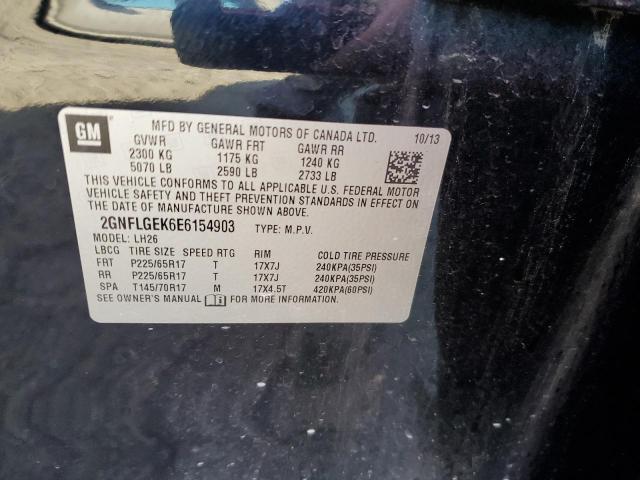 GM
MFD BY GENERAL MOTORS OF CANADA LTD. 10/13
GVWR GAWR FRT GAWR RR
2300 KG 1175 KG 1240 KG
5070 LB 2590 LB 2733 LB
THIS VEHICLE CONFORMS TO ALL APPLICABLE U.S. FEDERAL MOTOR
VEHICLE SAFETY AND THEFT PREVENTION STANDARDS IN EFFECT ON
THE DATE OF MANUFACTURE SHOWN ABOVE.
2GNFLGEK6E6154903 TYPE: M.P.V.
MODEL: LH26
LBCG TIRE SIZE SPEED RTG RIM COLD TIRE PRESSURE
FRT P225/65R17 T 17X7J 240KPA(35PSI)
RR P225/65R17 T 17X7J 240KPA(35PSI)
SPA T145/70R17 M 17X4.5T 420KPA(60PSI)
SEE OWNER'S MANUAL FOR MORE INFORMATION.